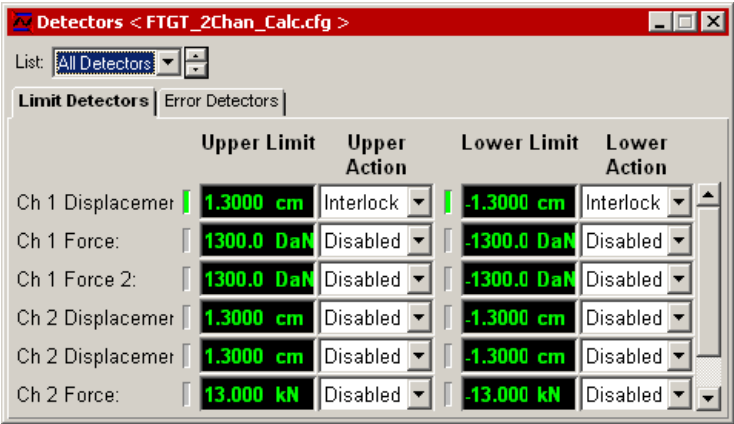 Detectors < FTGT_2Chan_Calc.cfg >
List: All Detectors
Limit Detectors Error Detectors
Upper Limit Upper Action Lower Limit Lower Action
Ch 1 Displacemer 1.3000 cm Interlock -1.3000 cm Interlock
Ch 1 Force: 1300.0 DaN Disabled -1300.0 DaN Disabled
Ch 1 Force 2: 1300.0 DaN Disabled -1300.0 DaN Disabled
Ch 2 Displacemer 1.3000 cm Disabled -1.3000 cm Disabled
Ch 2 Displacemer 1.3000 cm Disabled -1.3000 cm Disabled
Ch 2 Force: 13.000 kN Disabled -13.000 kN Disabled